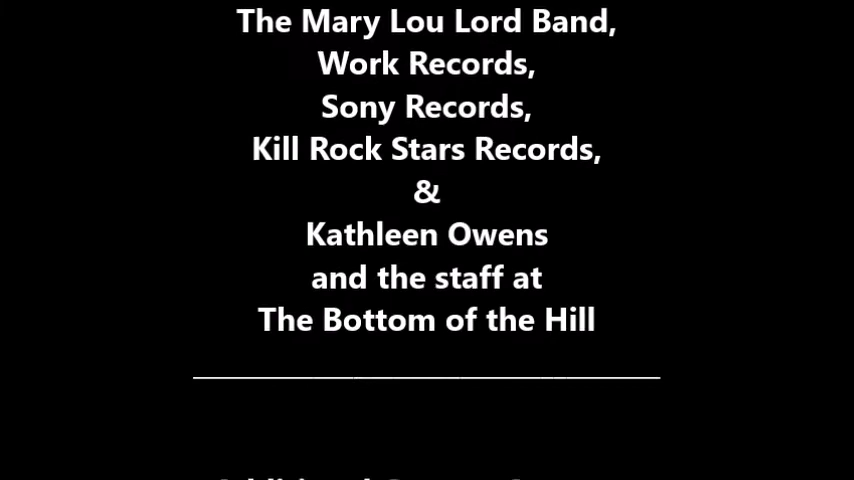 The Mary Lou Lord Band,
Work Records,
Sony Records,
Kill Rock Stars Records,
&
Kathleen Owens
and the staff at
The Bottom of the Hill